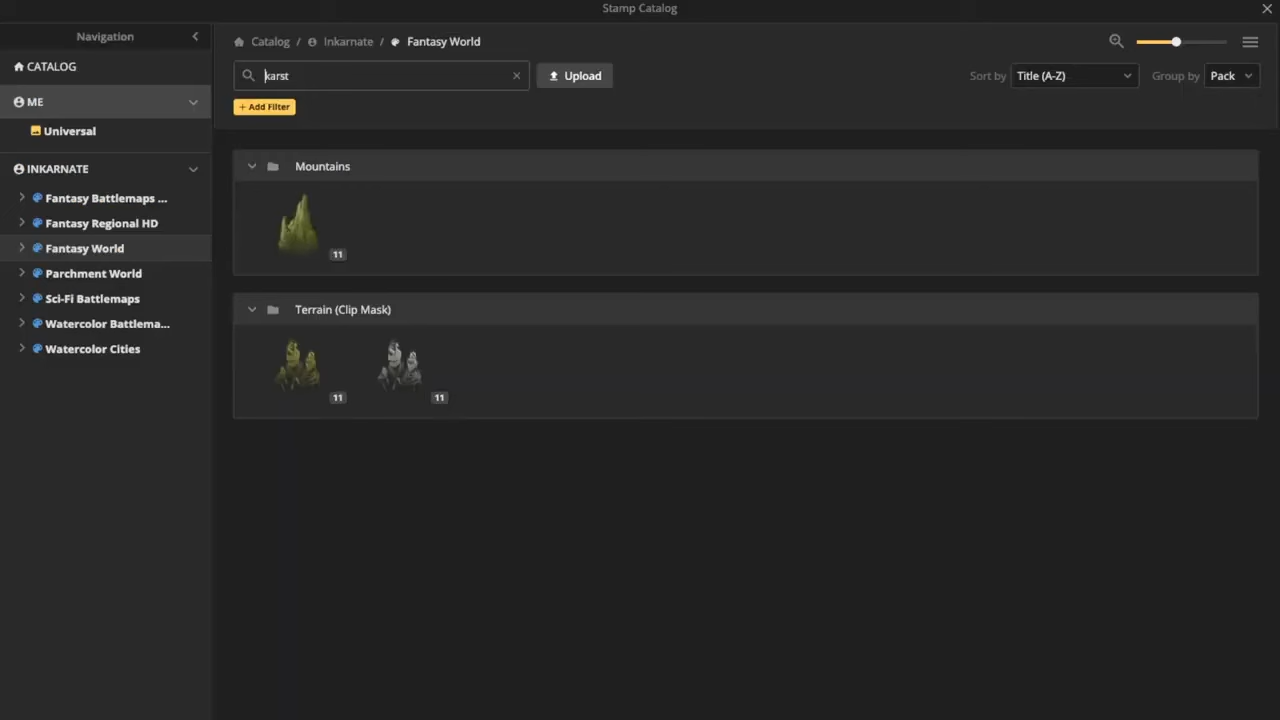 Stamp Catalog
Navigation
CATALOG
ME
Universal
INKARNATE
Fantasy Battlemaps ...
Fantasy Regional HD
Fantasy World
Parchment World
Sci-Fi Battlemaps
Watercolor Battlema...
Watercolor Cities
Catalog / Inkarnate / Fantasy World
karst
Upload
Sort by Title (A-Z) Group by Pack
+ Add Filter
Mountains
11
Terrain (Clip Mask)
11 11